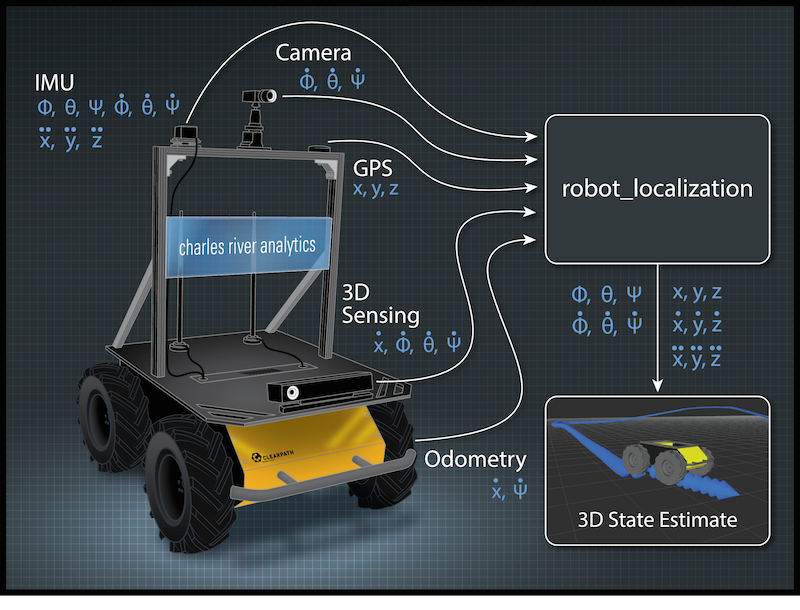 Camera
Φ̇, θ̇, Ψ̇
IMU
Φ, θ, Ψ, Φ̇, θ̇, Ψ̇
ẍ, ÿ, z̈
GPS
x, y, z
robot_localization
charles river analytics
3D
Sensing
ẋ, Φ̇, θ̇, Ψ̇
Φ, θ, Ψ
Φ̇, θ̇, Ψ̇
x, y, z
ẋ, ẏ, ż
ẍ, ÿ, z̈
CLEARPATH
Odometry
ẋ, Ψ̇
3D State Estimate